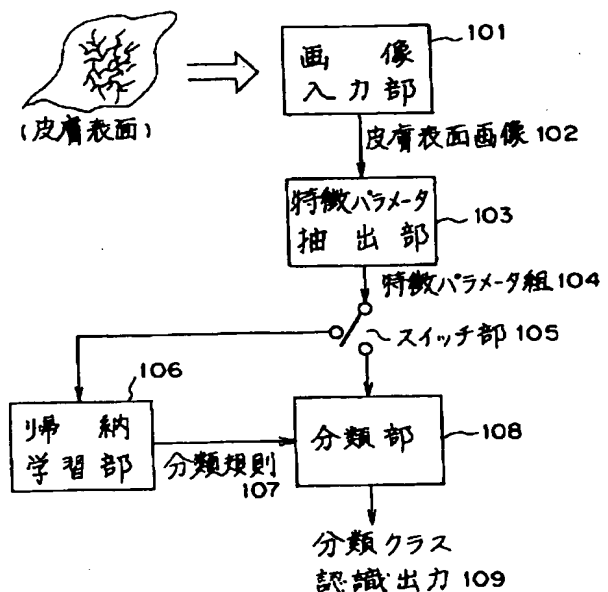 (皮膚表面)
101
画像
入力部
皮膚表面画像 102
特徴パラメータ
抽出部
103
特徴パラメータ組 104
スイッチ部 105
106
帰納
学習部
分類規則
107
分類部
108
分類クラス
認識出力 109